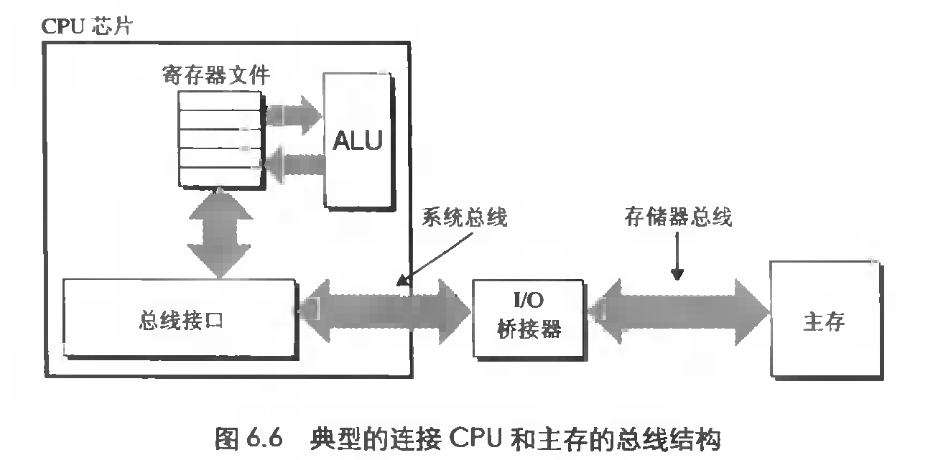 CPU 芯片
寄存器文件
ALU
系统总线
存储器总线
总线接口
I/O
桥接器
主存
图 6.6 典型的连接 CPU 和主存的总线结构